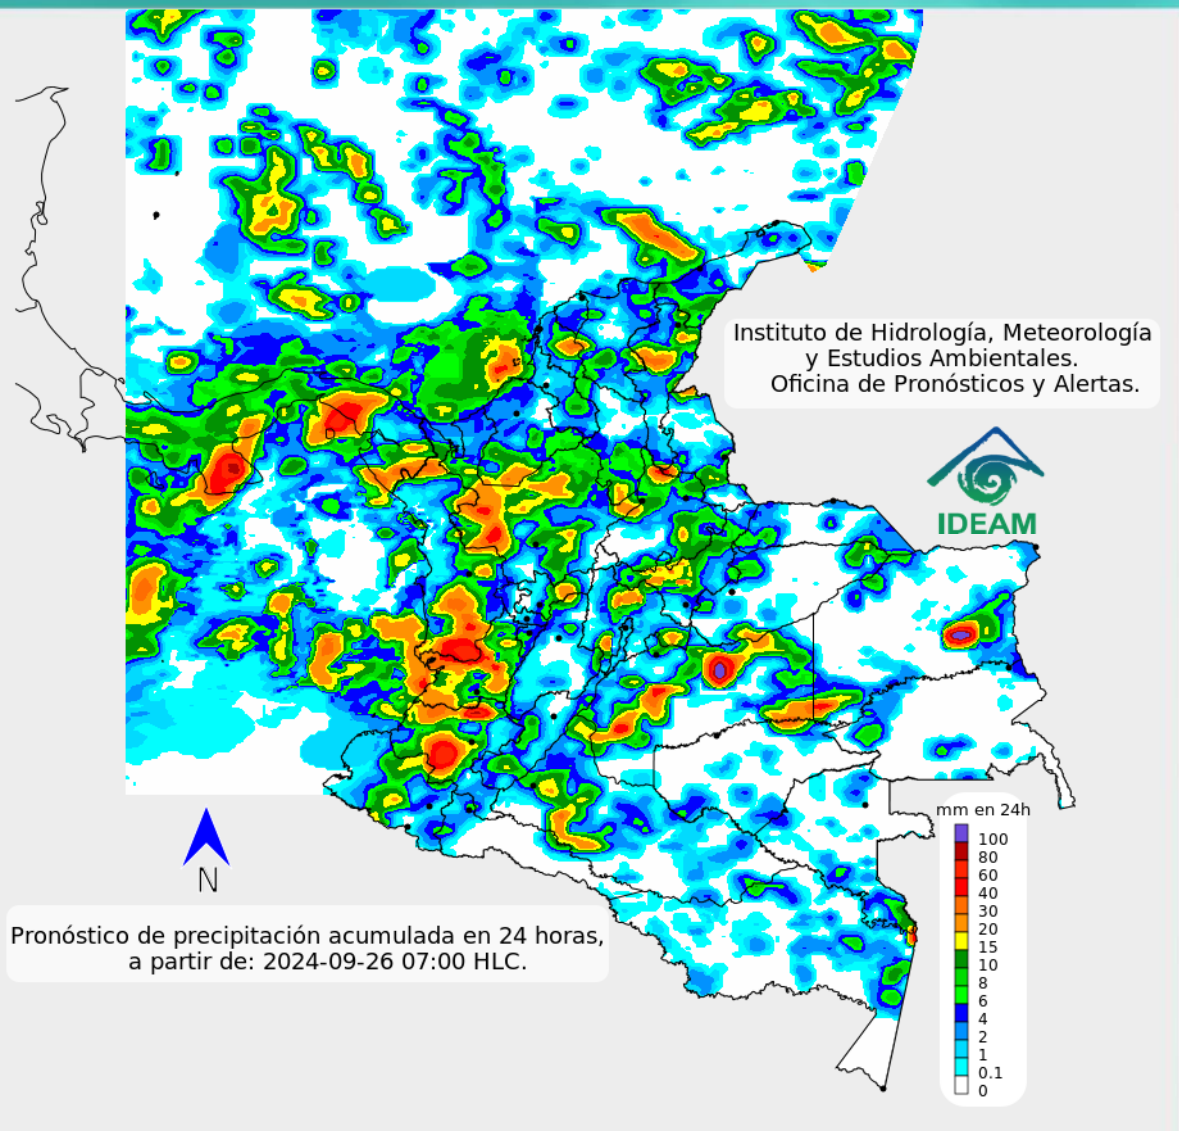 Instituto de Hidrología, Meteorología
y Estudios Ambientales.
Oficina de Pronósticos y Alertas.
IDEAM
mm en 24h
100
80
60
40
30
20
15
10
8
6
4
2
1
0.1
0
N
Pronóstico de precipitación acumulada en 24 horas,
a partir de: 2024-09-26 07:00 HLC.